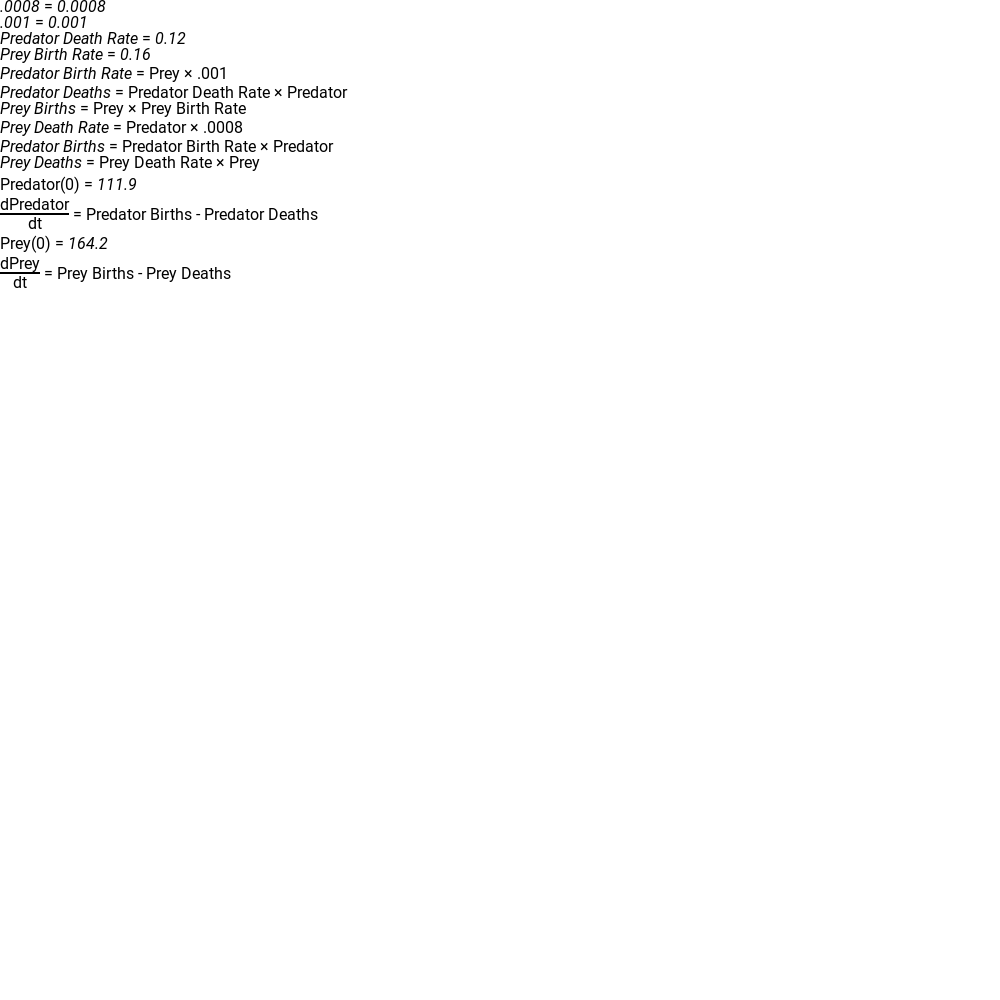 .0008 = 0.0008
.001 = 0.001
Predator Death Rate = 0.12
Prey Birth Rate = 0.16
Predator Birth Rate = Prey × .001
Predator Deaths = Predator Death Rate × Predator
Prey Births = Prey × Prey Birth Rate
Prey Death Rate = Predator × .0008
Predator Births = Predator Birth Rate × Predator
Prey Deaths = Prey Death Rate × Prey
Predator(0) = 111.9
dPredator
dt
= Predator Births - Predator Deaths
Prey(0) = 164.2
dPrey
dt
= Prey Births - Prey Deaths